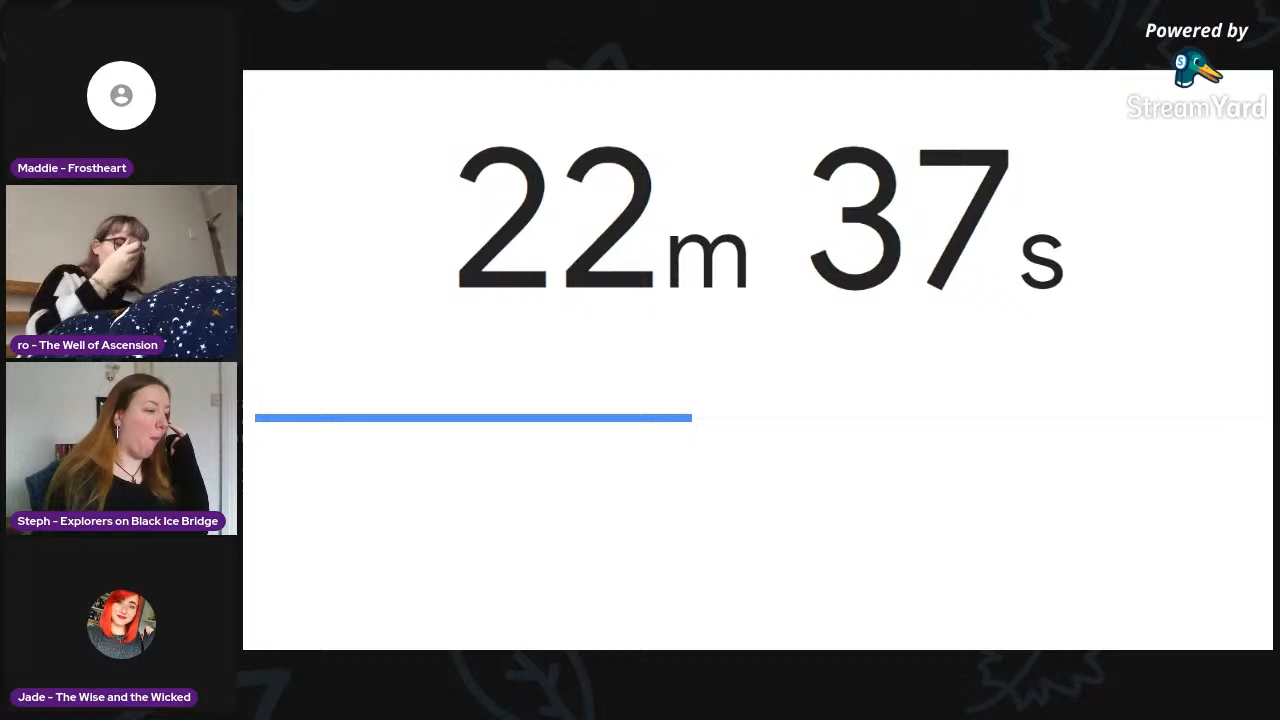 Powered by
StreamYard
22m 37s
Maddie - Frostheart
ro - The Well of Ascension
Steph - Explorers on Black Ice Bridge
Jade - The Wise and the Wicked